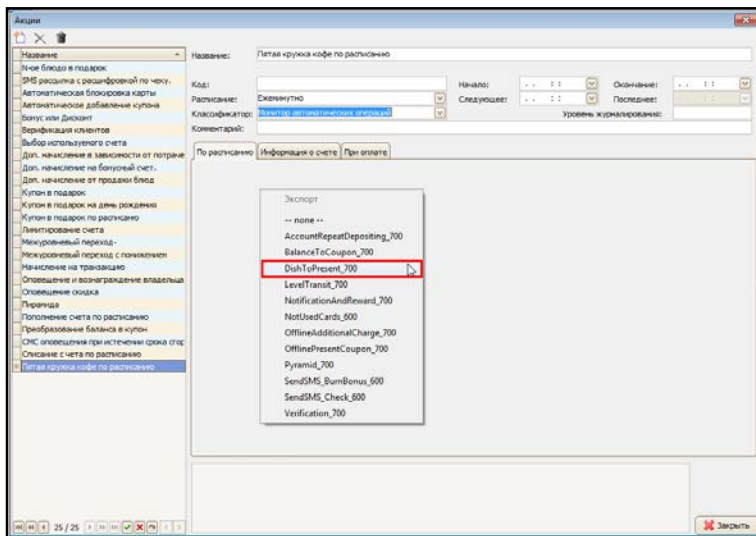 Акции
Название
N-ое блюдо в подарок
SMS рассылка с расшифровкой по чеку.
Автоматическая блокировка карты
Автоматическое добавление купона
Бонус или Дисконт
Верификация клиентов
Выбор используеного счета
Доп. начисление в зависимости от потраче
Доп. начисление на бонусный счет.
Доп. начисление от продажи блюд
Купон в подарок
Купон в подарок на день рождения
Купон в подарок по расписаню
Лимитирование счета
Межуровневый переход-
Межуровневый переход с понижением
Начисление на транзакцию
Оповещение и вознаграждение владельца
Оповещение скидка
Пирамида
Пополнение счета по расписанию
Преобразование баланса в купон
СМС оповещения при истечении срока сгор
Списание с чета по расписанию
Пятая кружка кофе по расписанию
25 / 25
Название: Пятая кружка кофе по расписанию
Код:
Начало: . . : :
Окончание: . . : :
Расписание: Ежеминутно
Следующее: . . : :
Последнее: . . : :
Классификатор: Монитор автоматических операций
Уровень журналирования:
Комментарий:
По расписанию Информация о счете При оплате
Экспорт
-- none --
AccountRepeatDepositing_700
BalanceToCoupon_700
DishToPresent_700
LevelTransit_700
NotificationAndReward_700
NotUsedCards_600
OfflineAdditionalCharge_700
OfflinePresentCoupon_700
Pyramid_700
SendSMS_BurnBonus_600
SendSMS_Check_600
Verification_700
Закрыть